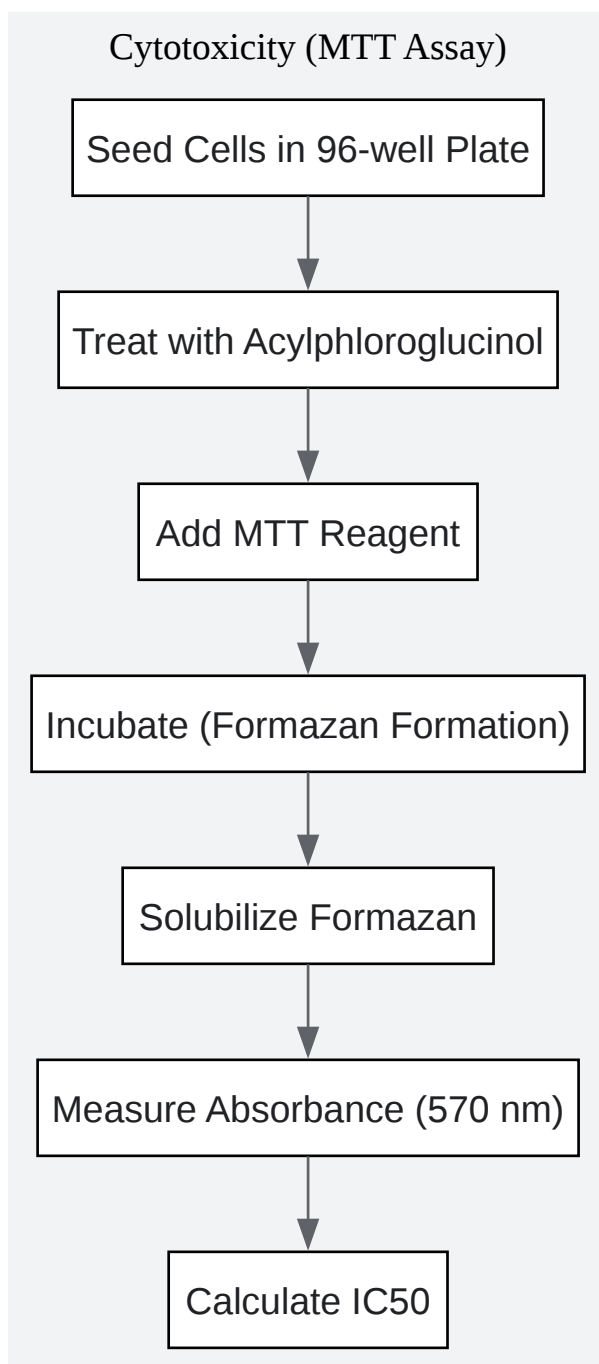 Cytotoxicity (MTT Assay)
Seed Cells in 96-well Plate
Treat with Acylphloroglucinol
Add MTT Reagent
Incubate (Formazan Formation)
Solubilize Formazan
Measure Absorbance (570 nm)
Calculate IC50